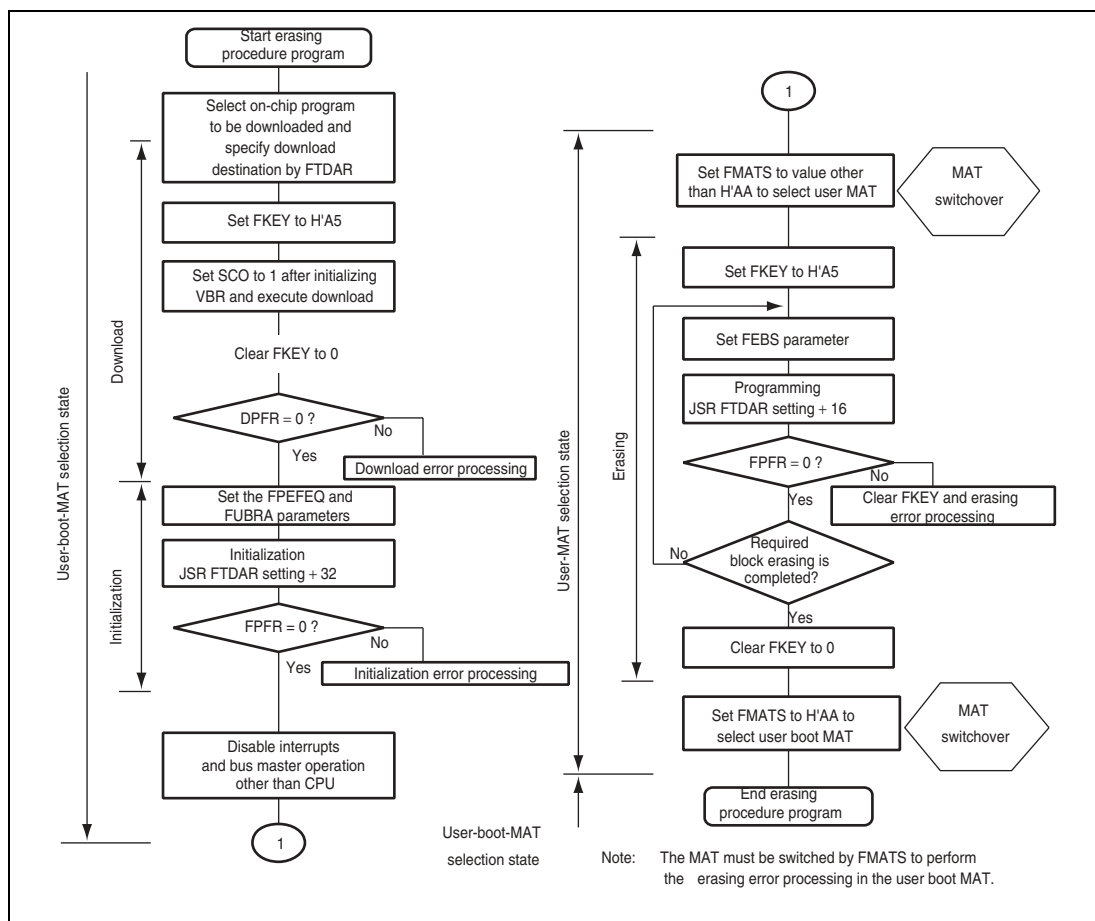 Start erasing
procedure program
Select on-chip program
to be downloaded and
specify download
destination by FTDAR
Set FKEY to H'A5
Set SCO to 1 after initializing
VBR and execute download
Clear FKEY to 0
DPFR = 0 ?
No
Yes
Download error processing
Set the FPEFEQ and
FUBRA parameters
Initialization
JSR FTDAR setting + 32
FPFR = 0 ?
No
Yes
Initialization error processing
Disable interrupts
and bus master operation
other than CPU
1
Download
Initialization
User-boot-MAT selection state
1
Set FMATS to value other
than H'AA to select user MAT
MAT
switchover
Set FKEY to H'A5
Set FEBS parameter
Programming
JSR FTDAR setting + 16
FPFR = 0 ?
No
Yes
Clear FKEY and erasing
error processing
Required
block erasing is
completed?
No
Yes
Clear FKEY to 0
Set FMATS to H'AA to
select user boot MAT
MAT
switchover
End erasing
procedure program
Erasing
User-MAT selection state
User-boot-MAT
selection state
Note: The MAT must be switched by FMATS to perform
the erasing error processing in the user boot MAT.